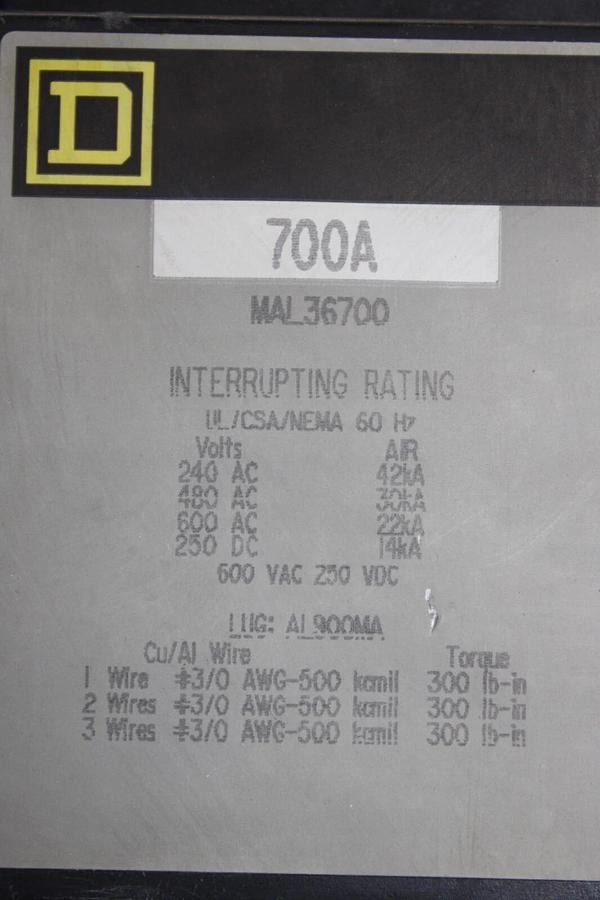 D
700A
MAL36700
INTERRUPTING RATING
UL/CSA/NEMA 60 Hz
Volts AIR
240 AC 42kA
480 AC 30kA
600 AC 22kA
250 DC 14kA
600 VAC 250 VDC
LUG: AL900MA
Cu/Al Wire Torque
1 Wire #3/0 AWG-500 kcmil 300 lb-in
2 Wires #3/0 AWG-500 kcmil 300 lb-in
3 Wires #3/0 AWG-500 kcmil 300 lb-in